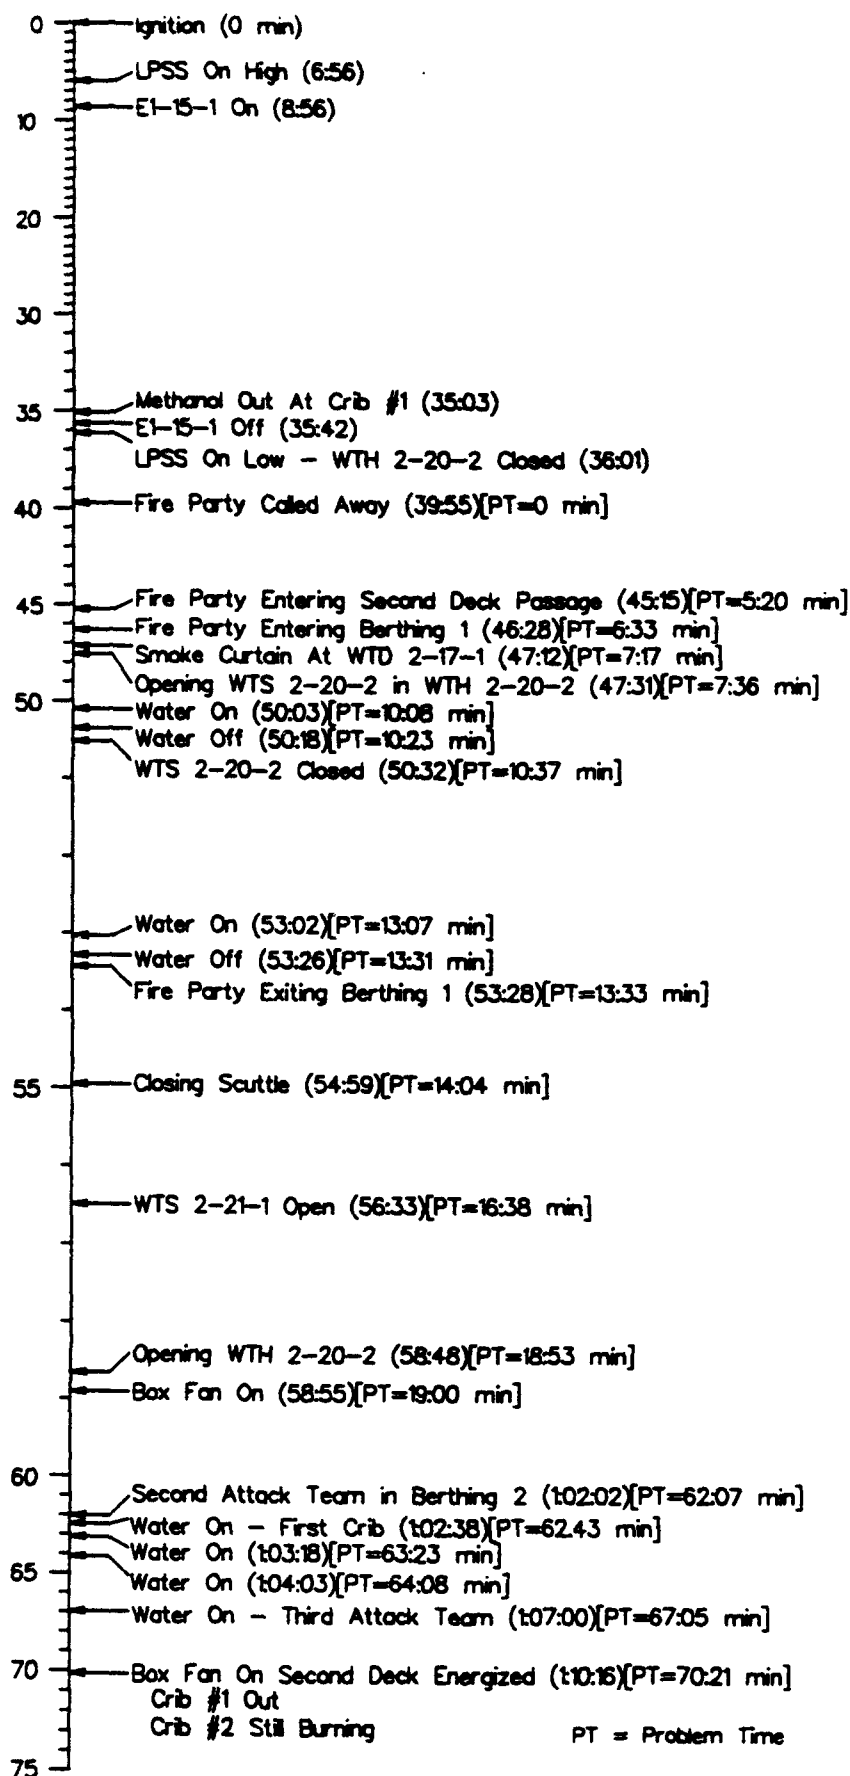 0 Ignition (0 min)
LPSS On High (6:56)
E1-15-1 On (8:56)
10
20
30
Methanol Out At Crib #1 (35:03)
35
E1-15-1 Off (35:42)
LPSS On Low - WTH 2-20-2 Closed (36:01)
40 Fire Party Called Away (39:55)[PT=0 min]
45 Fire Party Entering Second Deck Passage (45:15)[PT=5:20 min]
Fire Party Entering Berthing 1 (46:28)[PT=6:33 min]
Smoke Curtain At WTD 2-17-1 (47:12)[PT=7:17 min]
Opening WTS 2-20-2 in WTH 2-20-2 (47:31)[PT=7:36 min]
50
Water On (50:03)[PT=10:08 min]
Water Off (50:18)[PT=10:23 min]
WTS 2-20-2 Closed (50:32)[PT=10:37 min]
Water On (53:02)[PT=13:07 min]
Water Off (53:26)[PT=13:31 min]
Fire Party Exiting Berthing 1 (53:28)[PT=13:33 min]
55 Closing Scuttle (54:59)[PT=14:04 min]
WTS 2-21-1 Open (56:33)[PT=16:38 min]
Opening WTH 2-20-2 (58:48)[PT=18:53 min]
Box Fan On (58:55)[PT=19:00 min]
60
Second Attack Team in Berthing 2 (1:02:02)[PT=62:07 min]
Water On - First Crib (1:02:38)[PT=62.43 min]
Water On (1:03:18)[PT=63:23 min]
65
Water On (1:04:03)[PT=64:08 min]
Water On - Third Attack Team (1:07:00)[PT=67:05 min]
70 Box Fan On Second Deck Energized (1:10:16)[PT=70:21 min]
Crib #1 Out
Crib #2 Still Burning
PT = Problem Time
75